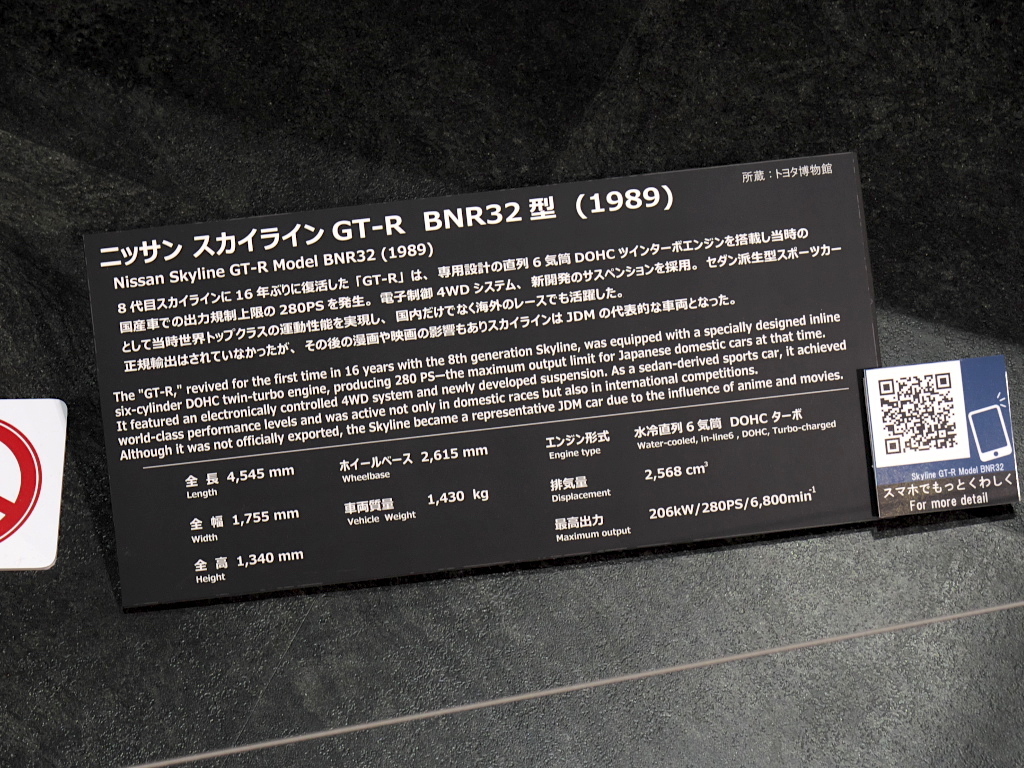 所蔵：トヨタ博物館
ニッサン スカイライン GT-R BNR32 型 (1989)
Nissan Skyline GT-R Model BNR32 (1989)
8 代目スカイラインに 16 年ぶりに復活した「GT-R」は、専用設計の直列 6 気筒 DOHC ツインターボエンジンを搭載し当時の
国産車での出力規制上限の 280PS を発生。電子制御 4WD システム、新開発のサスペンションを採用。セダン派生型スポーツカー
として当時世界トップクラスの運動性能を実現し、国内だけでなく海外のレースでも活躍した。
正規輸出はされていなかったが、その後の漫画や映画の影響もありスカイラインは JDM の代表的な車両となった。
The "GT-R," revived for the first time in 16 years with the 8th generation Skyline, was equipped with a specially designed inline
six-cylinder DOHC twin-turbo engine, producing 280 PS—the maximum output limit for Japanese domestic cars at that time.
It featured an electronically controlled 4WD system and newly developed suspension. As a sedan-derived sports car, it achieved
world-class performance levels and was active not only in domestic races but also in international competitions.
Although it was not officially exported, the Skyline became a representative JDM car due to the influence of anime and movies.
全 長 4,545 mm
Length
全 幅 1,755 mm
Width
全 高 1,340 mm
Height
ホイールベース 2,615 mm
Wheelbase
車両質量 1,430 kg
Vehicle Weight
エンジン形式 水冷直列 6 気筒 DOHC ターボ
Engine type Water-cooled, in-line6 , DOHC, Turbo-charged
排気量 2,568 cm³
Displacement
最高出力 206kW/280PS/6,800min⁻¹
Maximum output
Skyline GT-R Model BNR32
スマホでもっとくわしく
For more detail